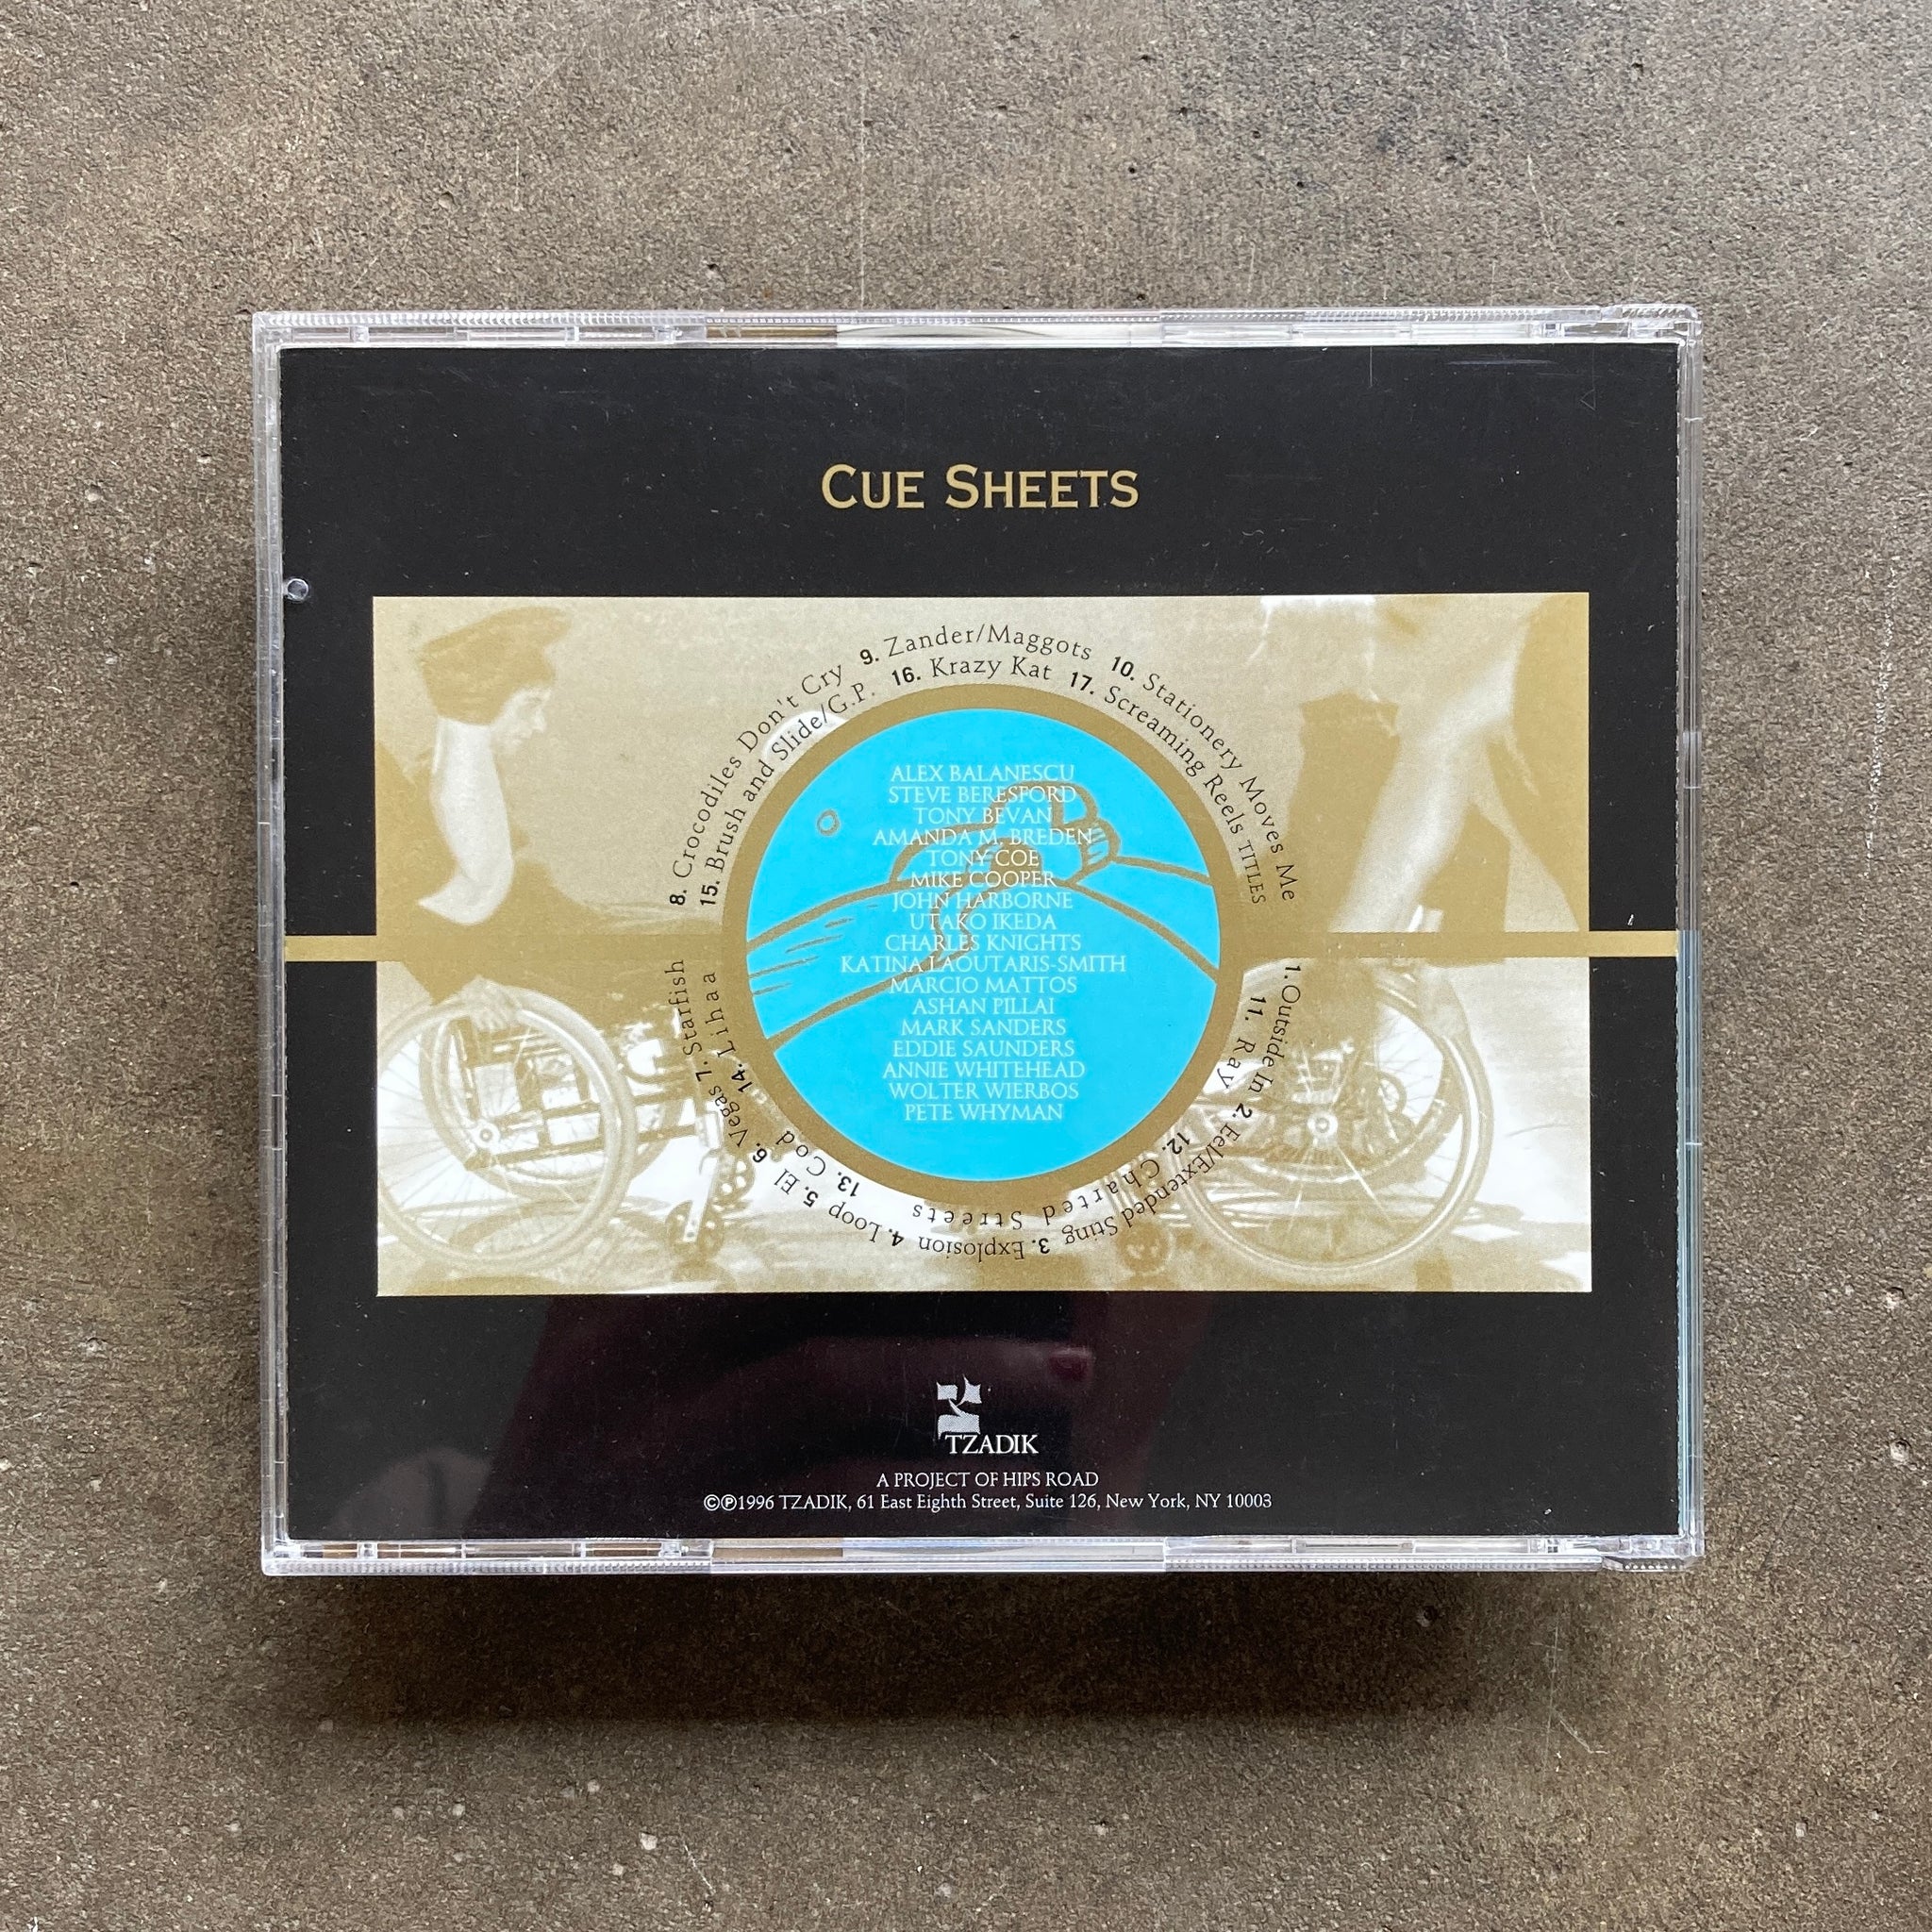 CUE SHEETS
TITLES
1. Outside In 2. Eel/Extended Sting 3. Explosion 4. Loop 5. El 6. Vegas 7. Starfish 8. Crocodiles Don't Cry 9. Zander/Maggots 10. Stationery Moves Me
11. Ray 12. Charted Streets 13. Cod 14. Lihaa 15. Brush and Slide/G.P. 16. Krazy Kat 17. Screaming Reels
ALEX BALANESCU
STEVE BERESFORD
TONY BEVAN
AMANDA M. BREDEN
TONY COE
MIKE COOPER
JOHN HARBORNE
UTAKO IKEDA
CHARLES KNIGHTS
KATINA LAOUTARIS-SMITH
MARCIO MATTOS
ASHAN PILLAI
MARK SANDERS
EDDIE SAUNDERS
ANNIE WHITEHEAD
WOLTER WIERBOS
PETE WHYMAN
צ
TZADIK
A PROJECT OF HIPS ROAD
©℗1996 TZADIK, 61 East Eighth Street, Suite 126, New York, NY 10003